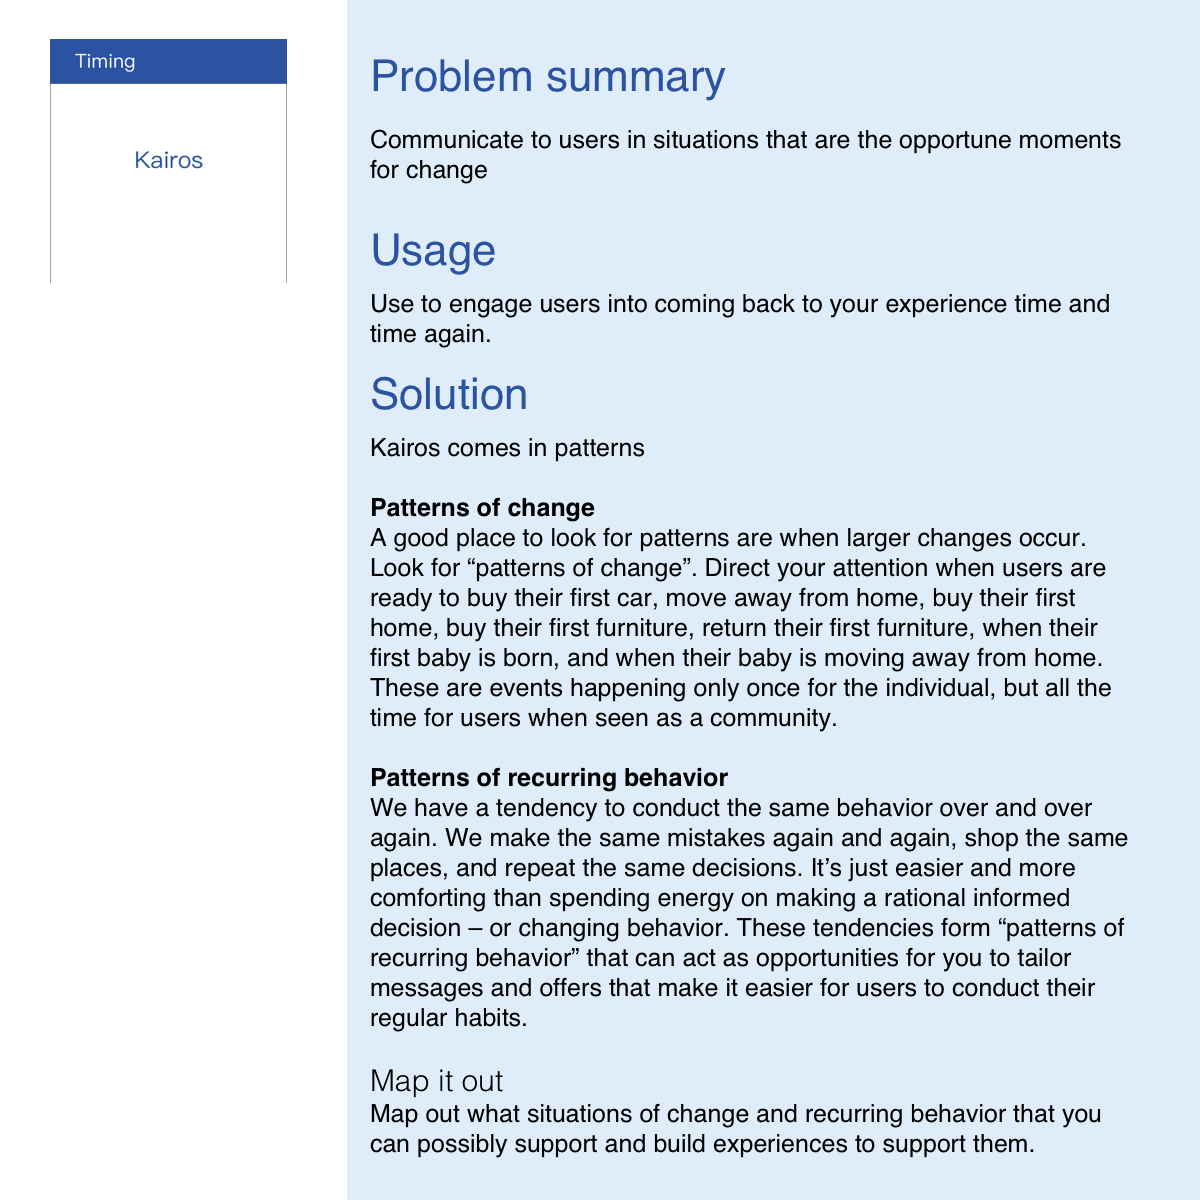 Timing
Kairos
Problem summary
Communicate to users in situations that are the opportune moments
for change
Usage
Use to engage users into coming back to your experience time and
time again.
Solution
Kairos comes in patterns
Patterns of change
A good place to look for patterns are when larger changes occur.
Look for “patterns of change”. Direct your attention when users are
ready to buy their first car, move away from home, buy their first
home, buy their first furniture, return their first furniture, when their
first baby is born, and when their baby is moving away from home.
These are events happening only once for the individual, but all the
time for users when seen as a community.
Patterns of recurring behavior
We have a tendency to conduct the same behavior over and over
again. We make the same mistakes again and again, shop the same
places, and repeat the same decisions. It’s just easier and more
comforting than spending energy on making a rational informed
decision – or changing behavior. These tendencies form “patterns of
recurring behavior” that can act as opportunities for you to tailor
messages and offers that make it easier for users to conduct their
regular habits.
Map it out
Map out what situations of change and recurring behavior that you
can possibly support and build experiences to support them.